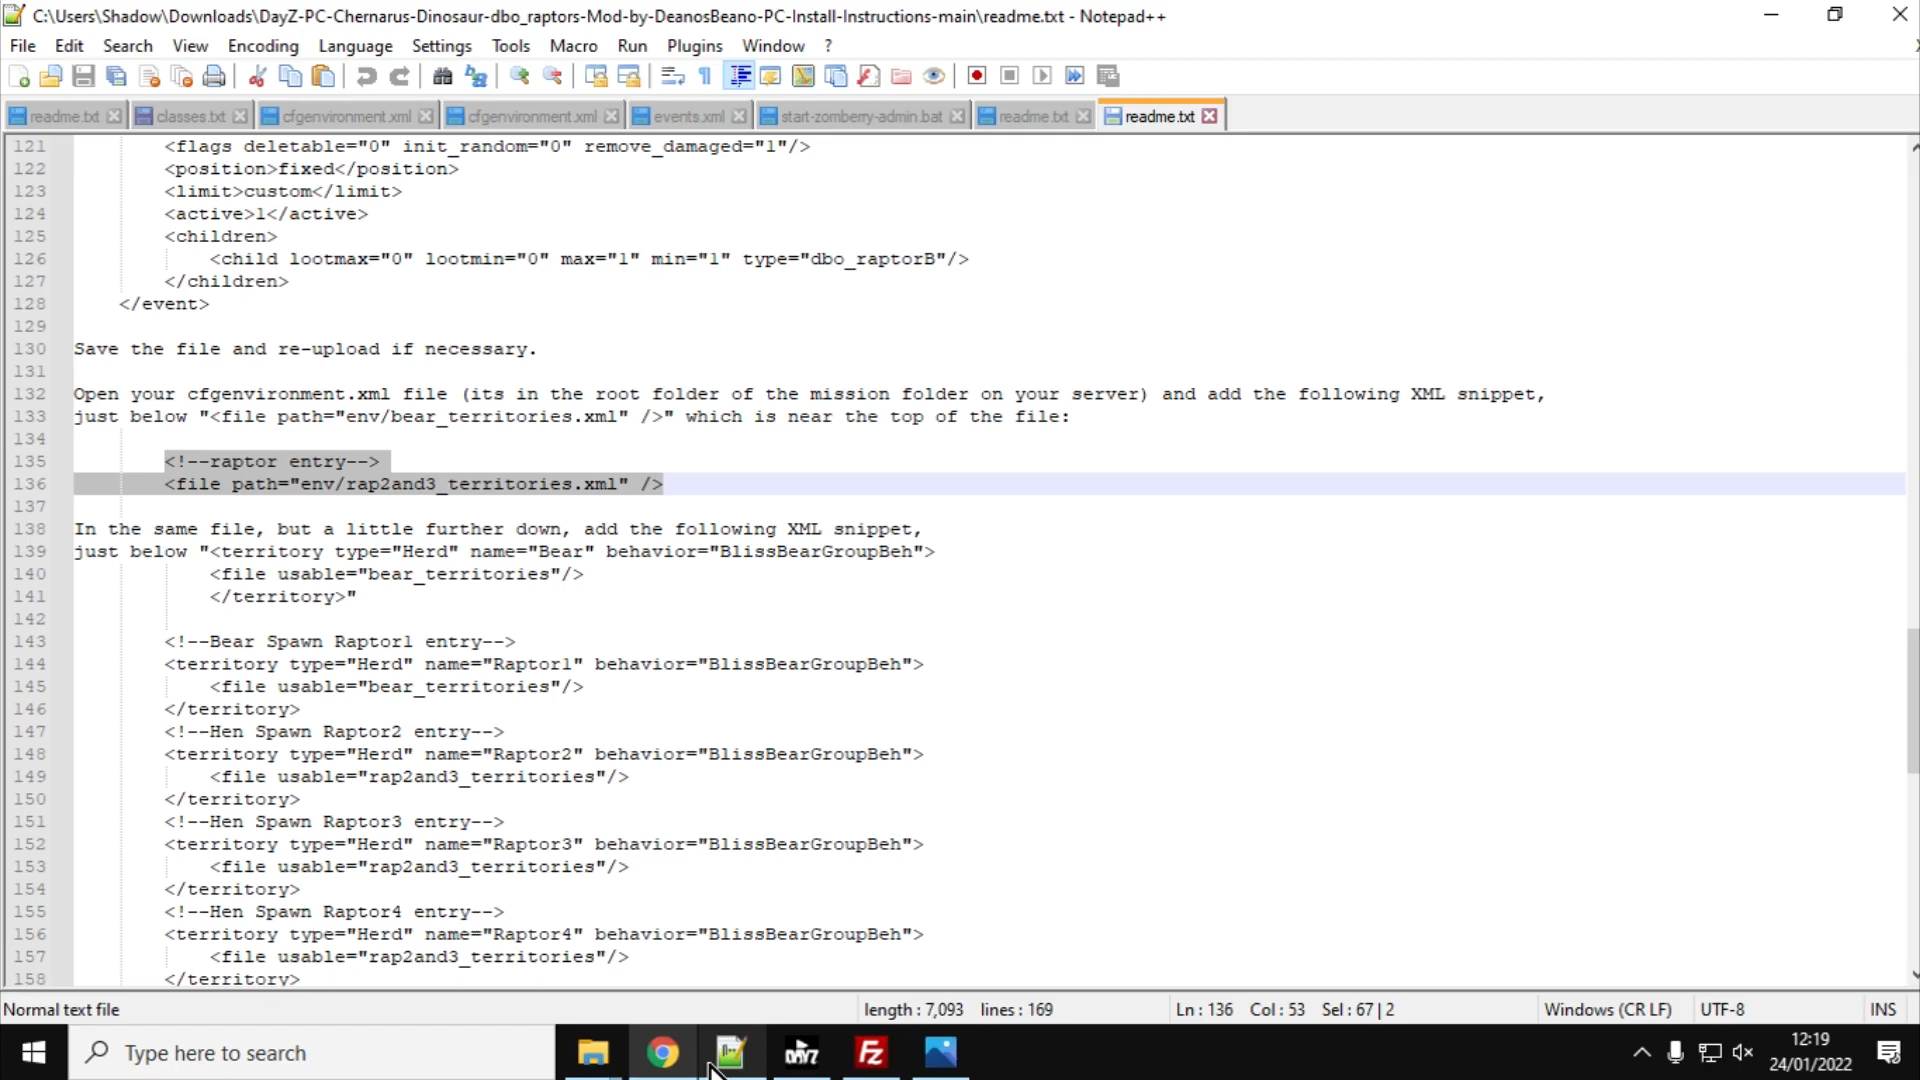 C:\Users\Shadow\Downloads\DayZ-PC-Chernarus-Dinosaur-dbo_raptors-Mod-by-DeanosBeano-PC-Install-Instructions-main\readme.txt - Notepad++
File Edit Search View Encoding Language Settings Tools Macro Run Plugins Window ?
readme.txt classes.txt cfgenvironment.xml cfgenvironment.xml events.xml start-zomberry-admin.bat readme.txt readme.txt
121 <flags deletable="0" init_random="0" remove_damaged="1"/>
122 <position>fixed</position>
123 <limit>custom</limit>
124 <active>1</active>
125 <children>
126 <child lootmax="0" lootmin="0" max="1" min="1" type="dbo_raptorB"/>
127 </children>
128 </event>
129
130 Save the file and re-upload if necessary.
131
132 Open your cfgenvironment.xml file (its in the root folder of the mission folder on your server) and add the following XML snippet,
133 just below "<file path="env/bear_territories.xml" />" which is near the top of the file:
134
135 <!--raptor entry-->
136 <file path="env/rap2and3_territories.xml" />
137
138 In the same file, but a little further down, add the following XML snippet,
139 just below "<territory type="Herd" name="Bear" behavior="BlissBearGroupBeh">
140 <file usable="bear_territories"/>
141 </territory>"
142
143 <!--Bear Spawn Raptor1 entry-->
144 <territory type="Herd" name="Raptor1" behavior="BlissBearGroupBeh">
145 <file usable="bear_territories"/>
146 </territory>
147 <!--Hen Spawn Raptor2 entry-->
148 <territory type="Herd" name="Raptor2" behavior="BlissBearGroupBeh">
149 <file usable="rap2and3_territories"/>
150 </territory>
151 <!--Hen Spawn Raptor3 entry-->
152 <territory type="Herd" name="Raptor3" behavior="BlissBearGroupBeh">
153 <file usable="rap2and3_territories"/>
154 </territory>
155 <!--Hen Spawn Raptor4 entry-->
156 <territory type="Herd" name="Raptor4" behavior="BlissBearGroupBeh">
157 <file usable="rap2and3_territories"/>
158 </territory>
Normal text file length : 7,093 lines : 169 Ln : 136 Col : 53 Sel : 67 | 2 Windows (CR LF) UTF-8 INS
Type here to search DAYZ Fz 12:19
24/01/2022